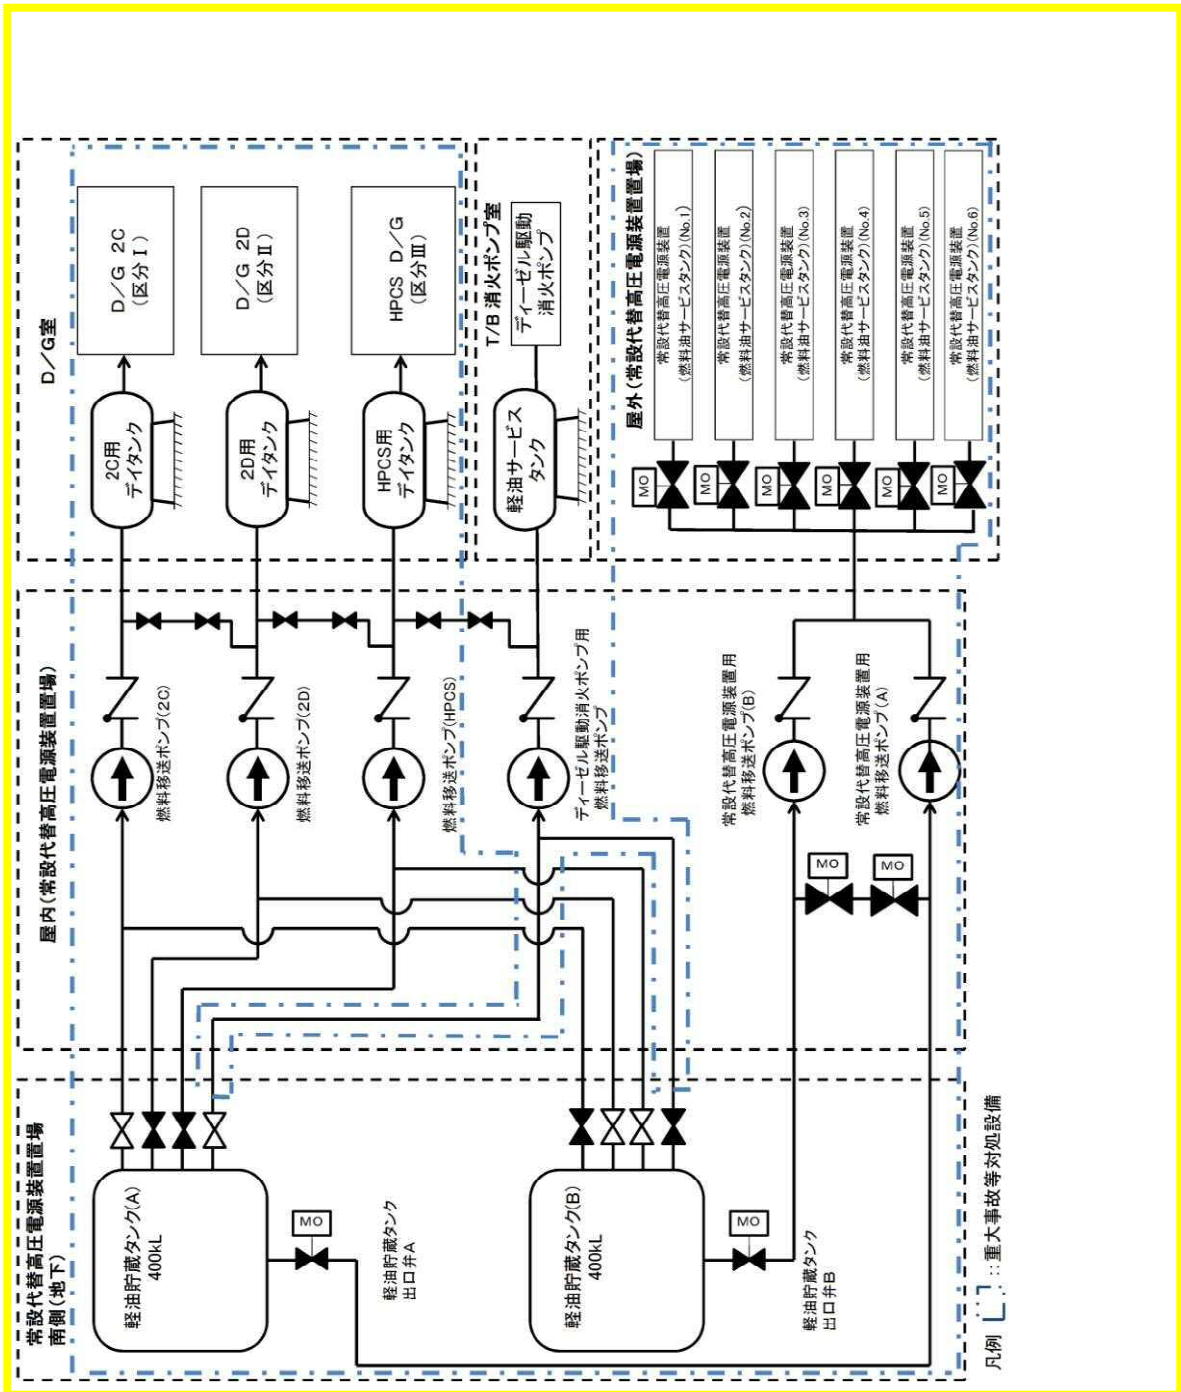 D/G室
D/G 2C
(区分Ⅰ)
D/G 2D
(区分Ⅱ)
HPCS D/G
(区分Ⅲ)
2C用
デイタンク
2D用
デイタンク
HPCS用
デイタンク
T/B 消火ポンプ室
ディーゼル駆動
消火ポンプ
軽油サービス
タンク
屋外(常設代替高圧電源装置置場)
常設代替高圧電源装置
(燃料油サービスタンク)(No.1)
常設代替高圧電源装置
(燃料油サービスタンク)(No.2)
常設代替高圧電源装置
(燃料油サービスタンク)(No.3)
常設代替高圧電源装置
(燃料油サービスタンク)(No.4)
常設代替高圧電源装置
(燃料油サービスタンク)(No.5)
常設代替高圧電源装置
(燃料油サービスタンク)(No.6)
MO
MO
MO
MO
MO
MO
屋内(常設代替高圧電源装置置場)
燃料移送ポンプ(2C)
燃料移送ポンプ(2D)
燃料移送ポンプ(HPCS)
ディーゼル駆動消火ポンプ用
燃料移送ポンプ
常設代替高圧電源装置用
燃料移送ポンプ(B)
常設代替高圧電源装置用
燃料移送ポンプ(A)
MO
MO
常設代替高圧電源装置置場
南側(地下)
軽油貯蔵タンク(A)
400kL
MO
軽油貯蔵タンク
出口弁A
軽油貯蔵タンク(B)
400kL
MO
軽油貯蔵タンク
出口弁B
凡例 :重大事故等対処設備